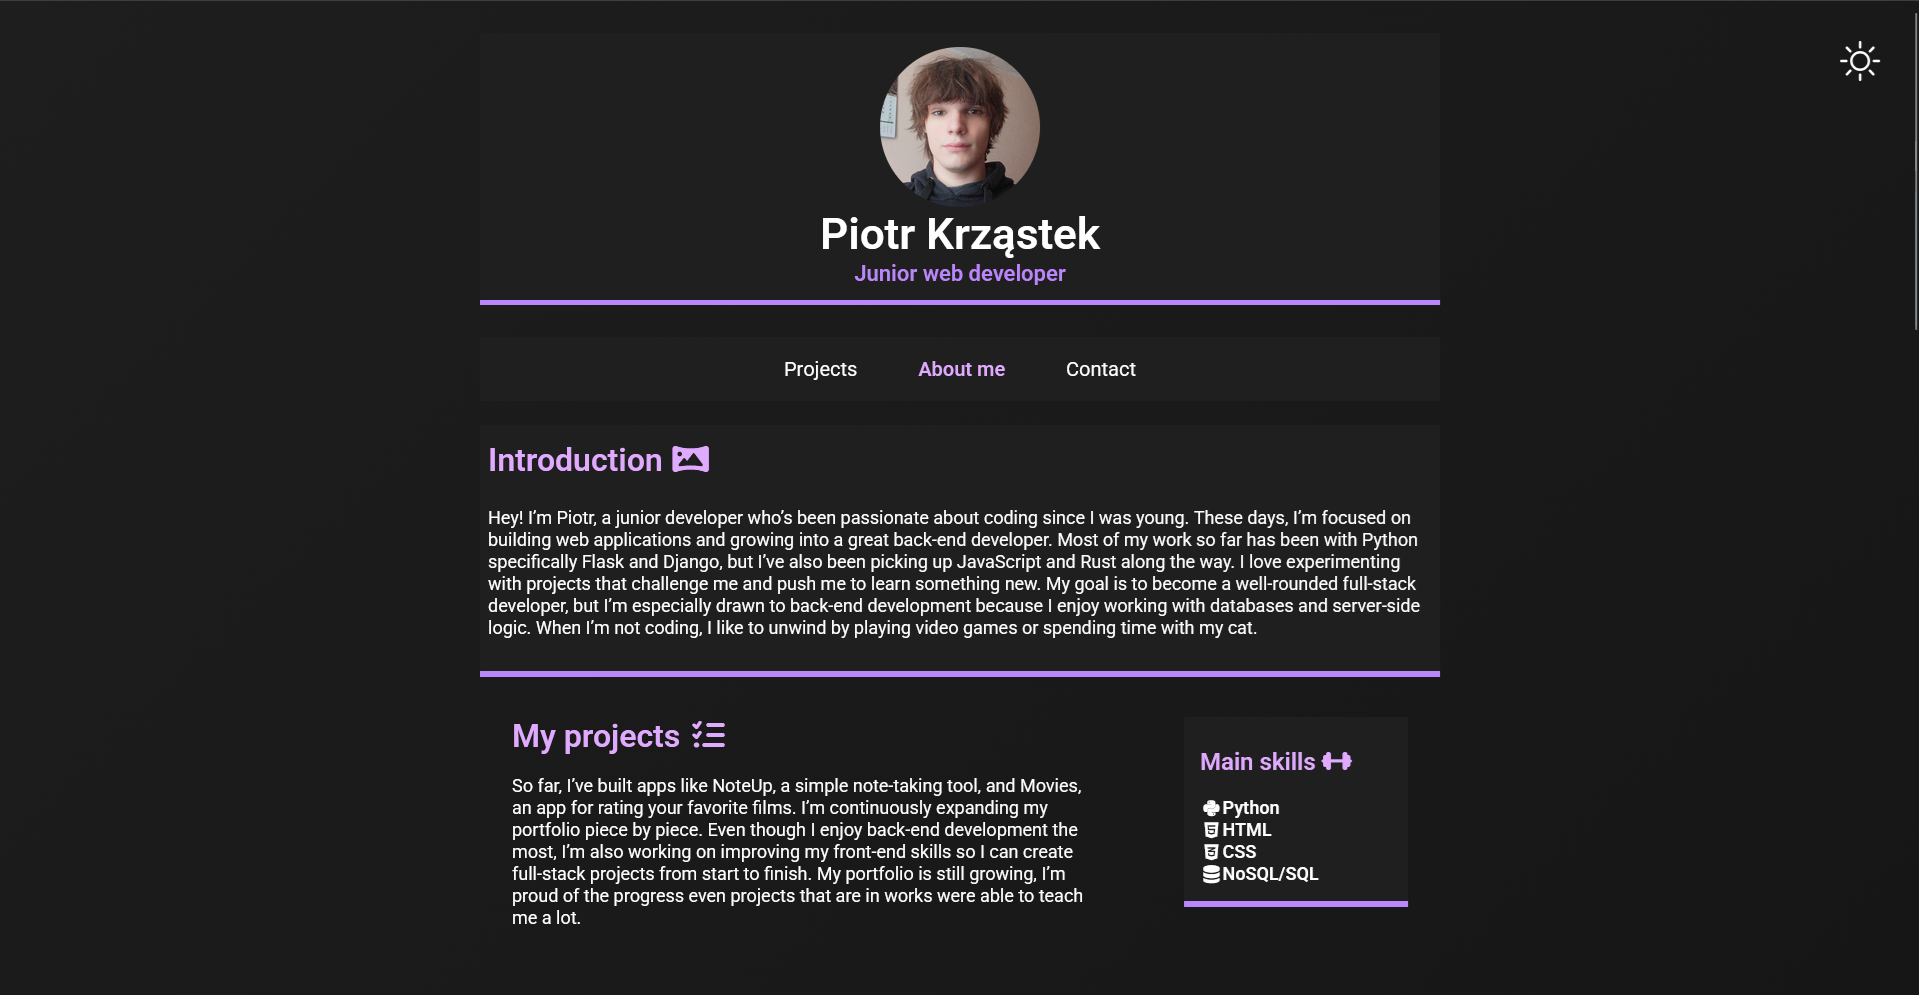 Piotr Krząstek
Junior web developer
Projects About me Contact
Introduction
Hey! I’m Piotr, a junior developer who’s been passionate about coding since I was young. These days, I’m focused on
building web applications and growing into a great back-end developer. Most of my work so far has been with Python
specifically Flask and Django, but I’ve also been picking up JavaScript and Rust along the way. I love experimenting
with projects that challenge me and push me to learn something new. My goal is to become a well-rounded full-stack
developer, but I’m especially drawn to back-end development because I enjoy working with databases and server-side
logic. When I’m not coding, I like to unwind by playing video games or spending time with my cat.
My projects
So far, I’ve built apps like NoteUp, a simple note-taking tool, and Movies,
an app for rating your favorite films. I’m continuously expanding my
portfolio piece by piece. Even though I enjoy back-end development the
most, I’m also working on improving my front-end skills so I can create
full-stack projects from start to finish. My portfolio is still growing, I’m
proud of the progress even projects that are in works were able to teach
me a lot.
Main skills
Python
HTML
CSS
NoSQL/SQL